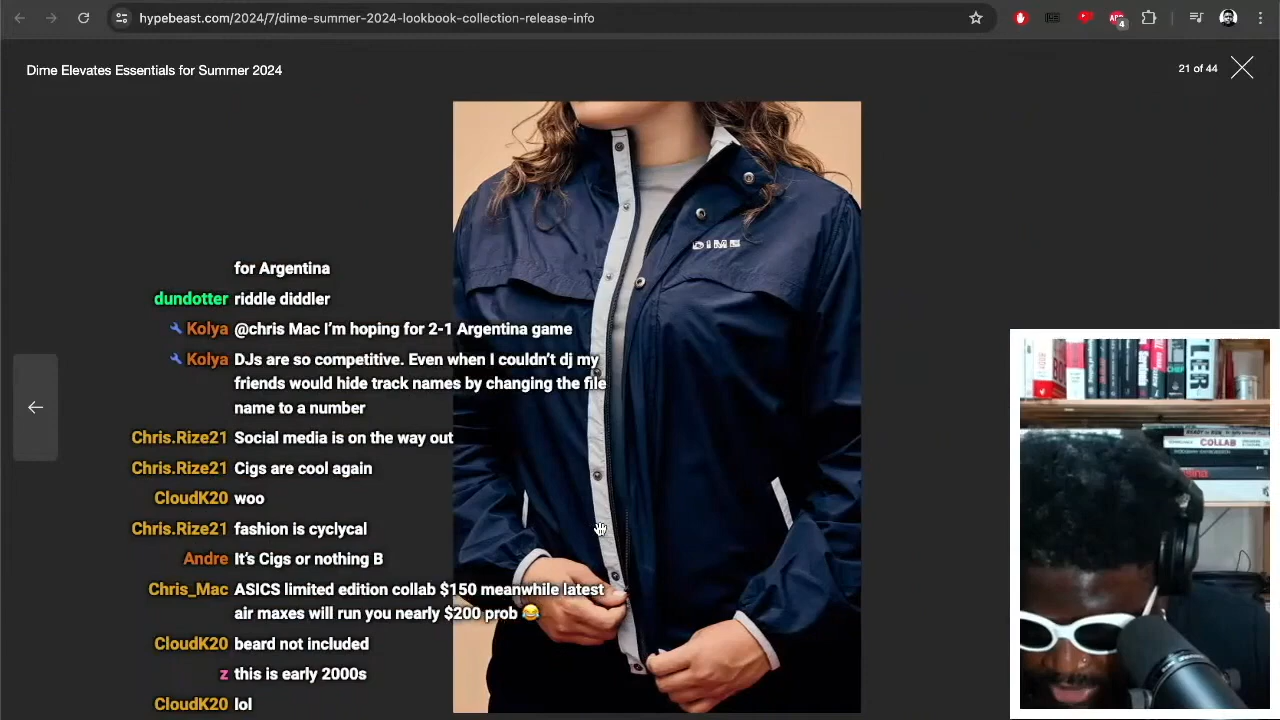 hypebeast.com/2024/7/dime-summer-2024-lookbook-collection-release-info
4
Dime Elevates Essentials for Summer 2024
21 of 44
DIME
for Argentina
dundotter riddle diddler
Kolya @chris Mac I’m hoping for 2-1 Argentina game
Kolya DJs are so competitive. Even when I couldn’t dj my
friends would hide track names by changing the file
name to a number
Chris.Rize21 Social media is on the way out
Chris.Rize21 Cigs are cool again
CloudK20 woo
Chris.Rize21 fashion is cyclycal
Andre It’s Cigs or nothing B
Chris_Mac ASICS limited edition collab $150 meanwhile latest
air maxes will run you nearly $200 prob 😂
CloudK20 beard not included
z this is early 2000s
CloudK20 lol
COLLAB